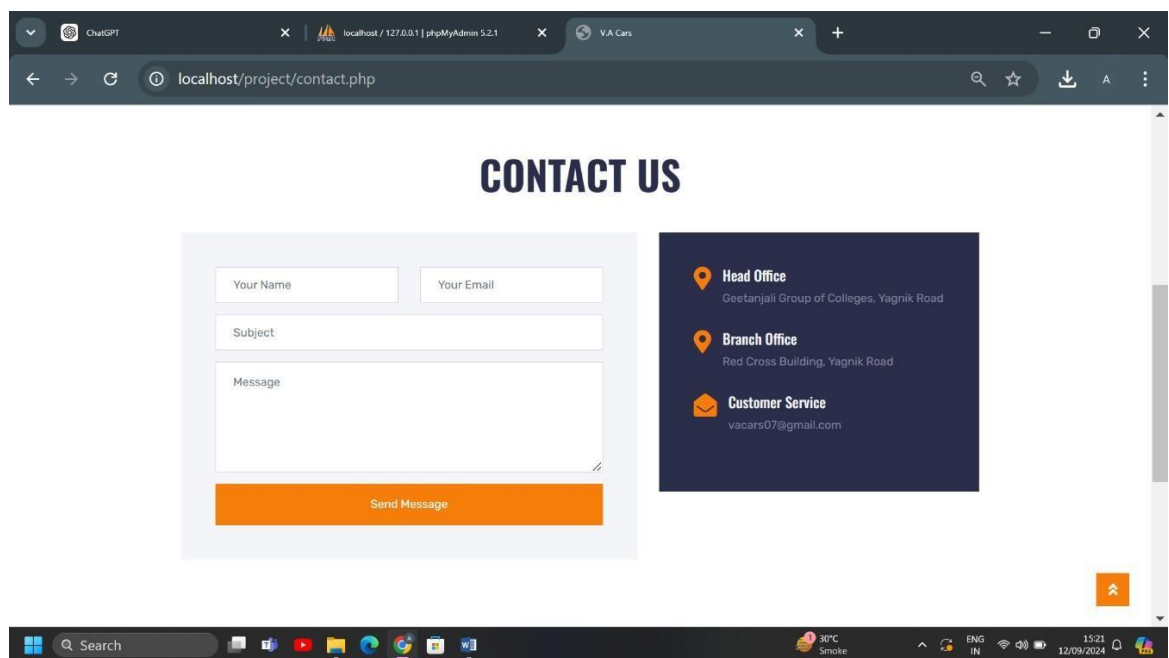 ChatGPT
localhost / 127.0.0.1 | phpMyAdmin 5.2.1
V.A Cars
localhost/project/contact.php
A
CONTACT US
Your Name
Your Email
Subject
Message
Send Message
Head Office
Geetanjali Group of Colleges, Yagnik Road
Branch Office
Red Cross Building, Yagnik Road
Customer Service
vacars07@gmail.com
Search
1
30°C
Smoke
ENG
IN
15:21
12/09/2024